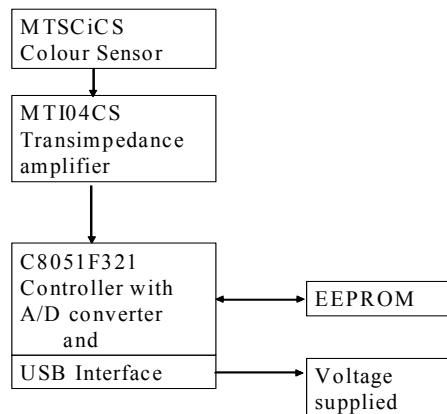 MTSCiCS
Colour Sensor
MTI04CS
Transimpedance
amplifier
C8051F321
Controller with
A/D converter
and
USB Interface
EEPROM
Voltage
supplied